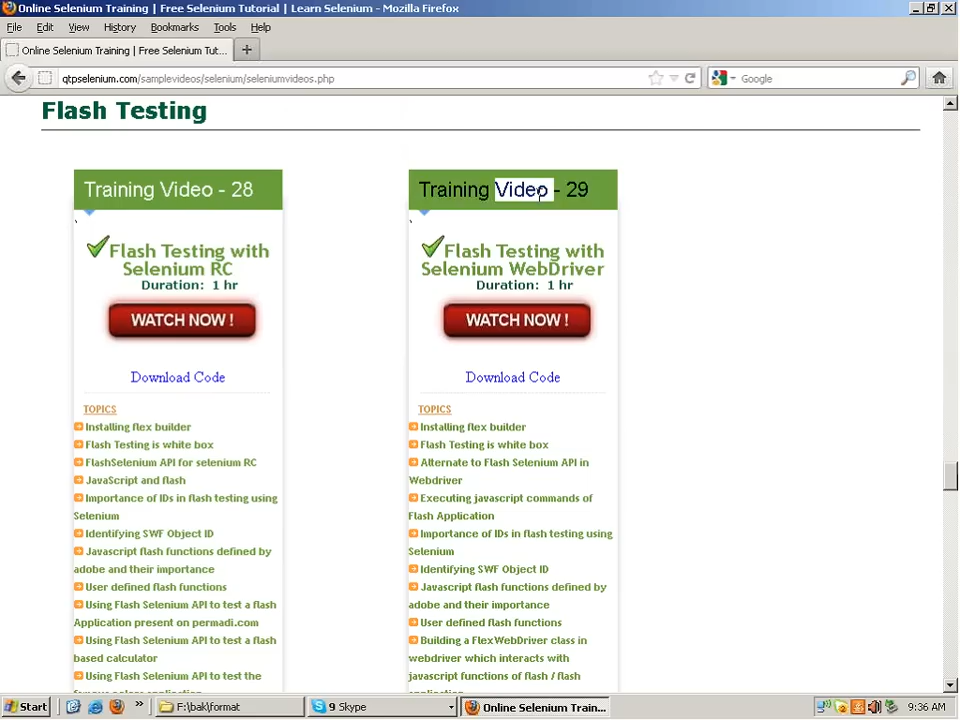 Online Selenium Training | Free Selenium Tutorial | Learn Selenium - Mozilla Firefox
File Edit View History Bookmarks Tools Help
Online Selenium Training | Free Selenium Tut...
qtpselenium.com/samplevideos/selenium/seleniumvideos.php
Google
Flash Testing
Training Video - 28
Flash Testing with
Selenium RC
Duration: 1 hr
WATCH NOW !
Download Code
TOPICS
Installing flex builder
Flash Testing is white box
FlashSelenium API for selenium RC
JavaScript and flash
Importance of IDs in flash testing using
Selenium
Identifying SWF Object ID
Javascript flash functions defined by
adobe and their importance
User defined flash functions
Using Flash Selenium API to test a flash
Application present on permadi.com
Using Flash Selenium API to test a flash
based calculator
Using Flash Selenium API to test the
Training Video - 29
Flash Testing with
Selenium WebDriver
Duration: 1 hr
WATCH NOW !
Download Code
TOPICS
Installing flex builder
Flash Testing is white box
Alternate to Flash Selenium API in
Webdriver
Executing javascript commands of
Flash Application
Importance of IDs in flash testing using
Selenium
Identifying SWF Object ID
Javascript flash functions defined by
adobe and their importance
User defined flash functions
Building a FlexWebDriver class in
webdriver which interacts with
javascript functions of flash / flash
Start
F:\bak\format
9 Skype
Online Selenium Train...
9:36 AM